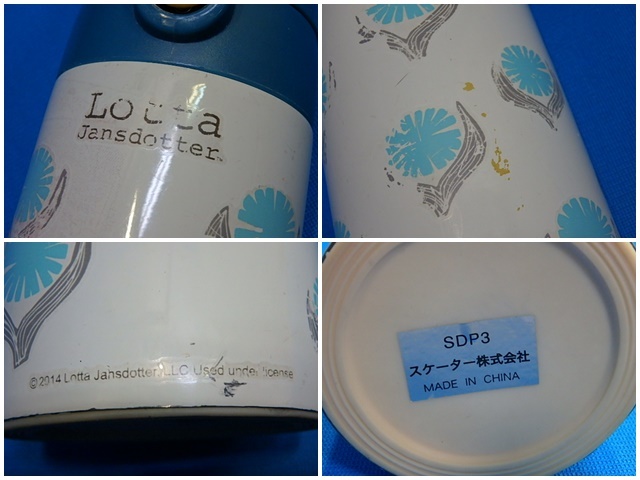 Lotta
Jansdotter™
©2014 Lotta Jansdotter, LLC Used under license
SDP3
スケーター株式会社
MADE IN CHINA